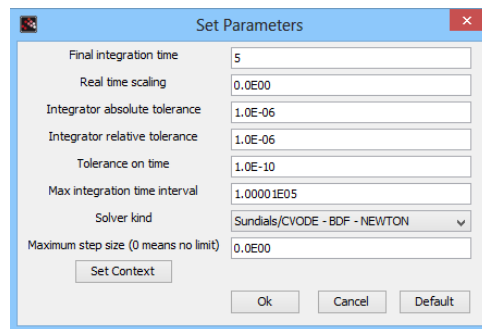 Set Parameters
Final integration time 5
Real time scaling 0.0E00
Integrator absolute tolerance 1.0E-06
Integrator relative tolerance 1.0E-06
Tolerance on time 1.0E-10
Max integration time interval 1.00001E05
Solver kind Sundials/CVODE - BDF - NEWTON
Maximum step size (0 means no limit) 0.0E00
Set Context
Ok Cancel Default